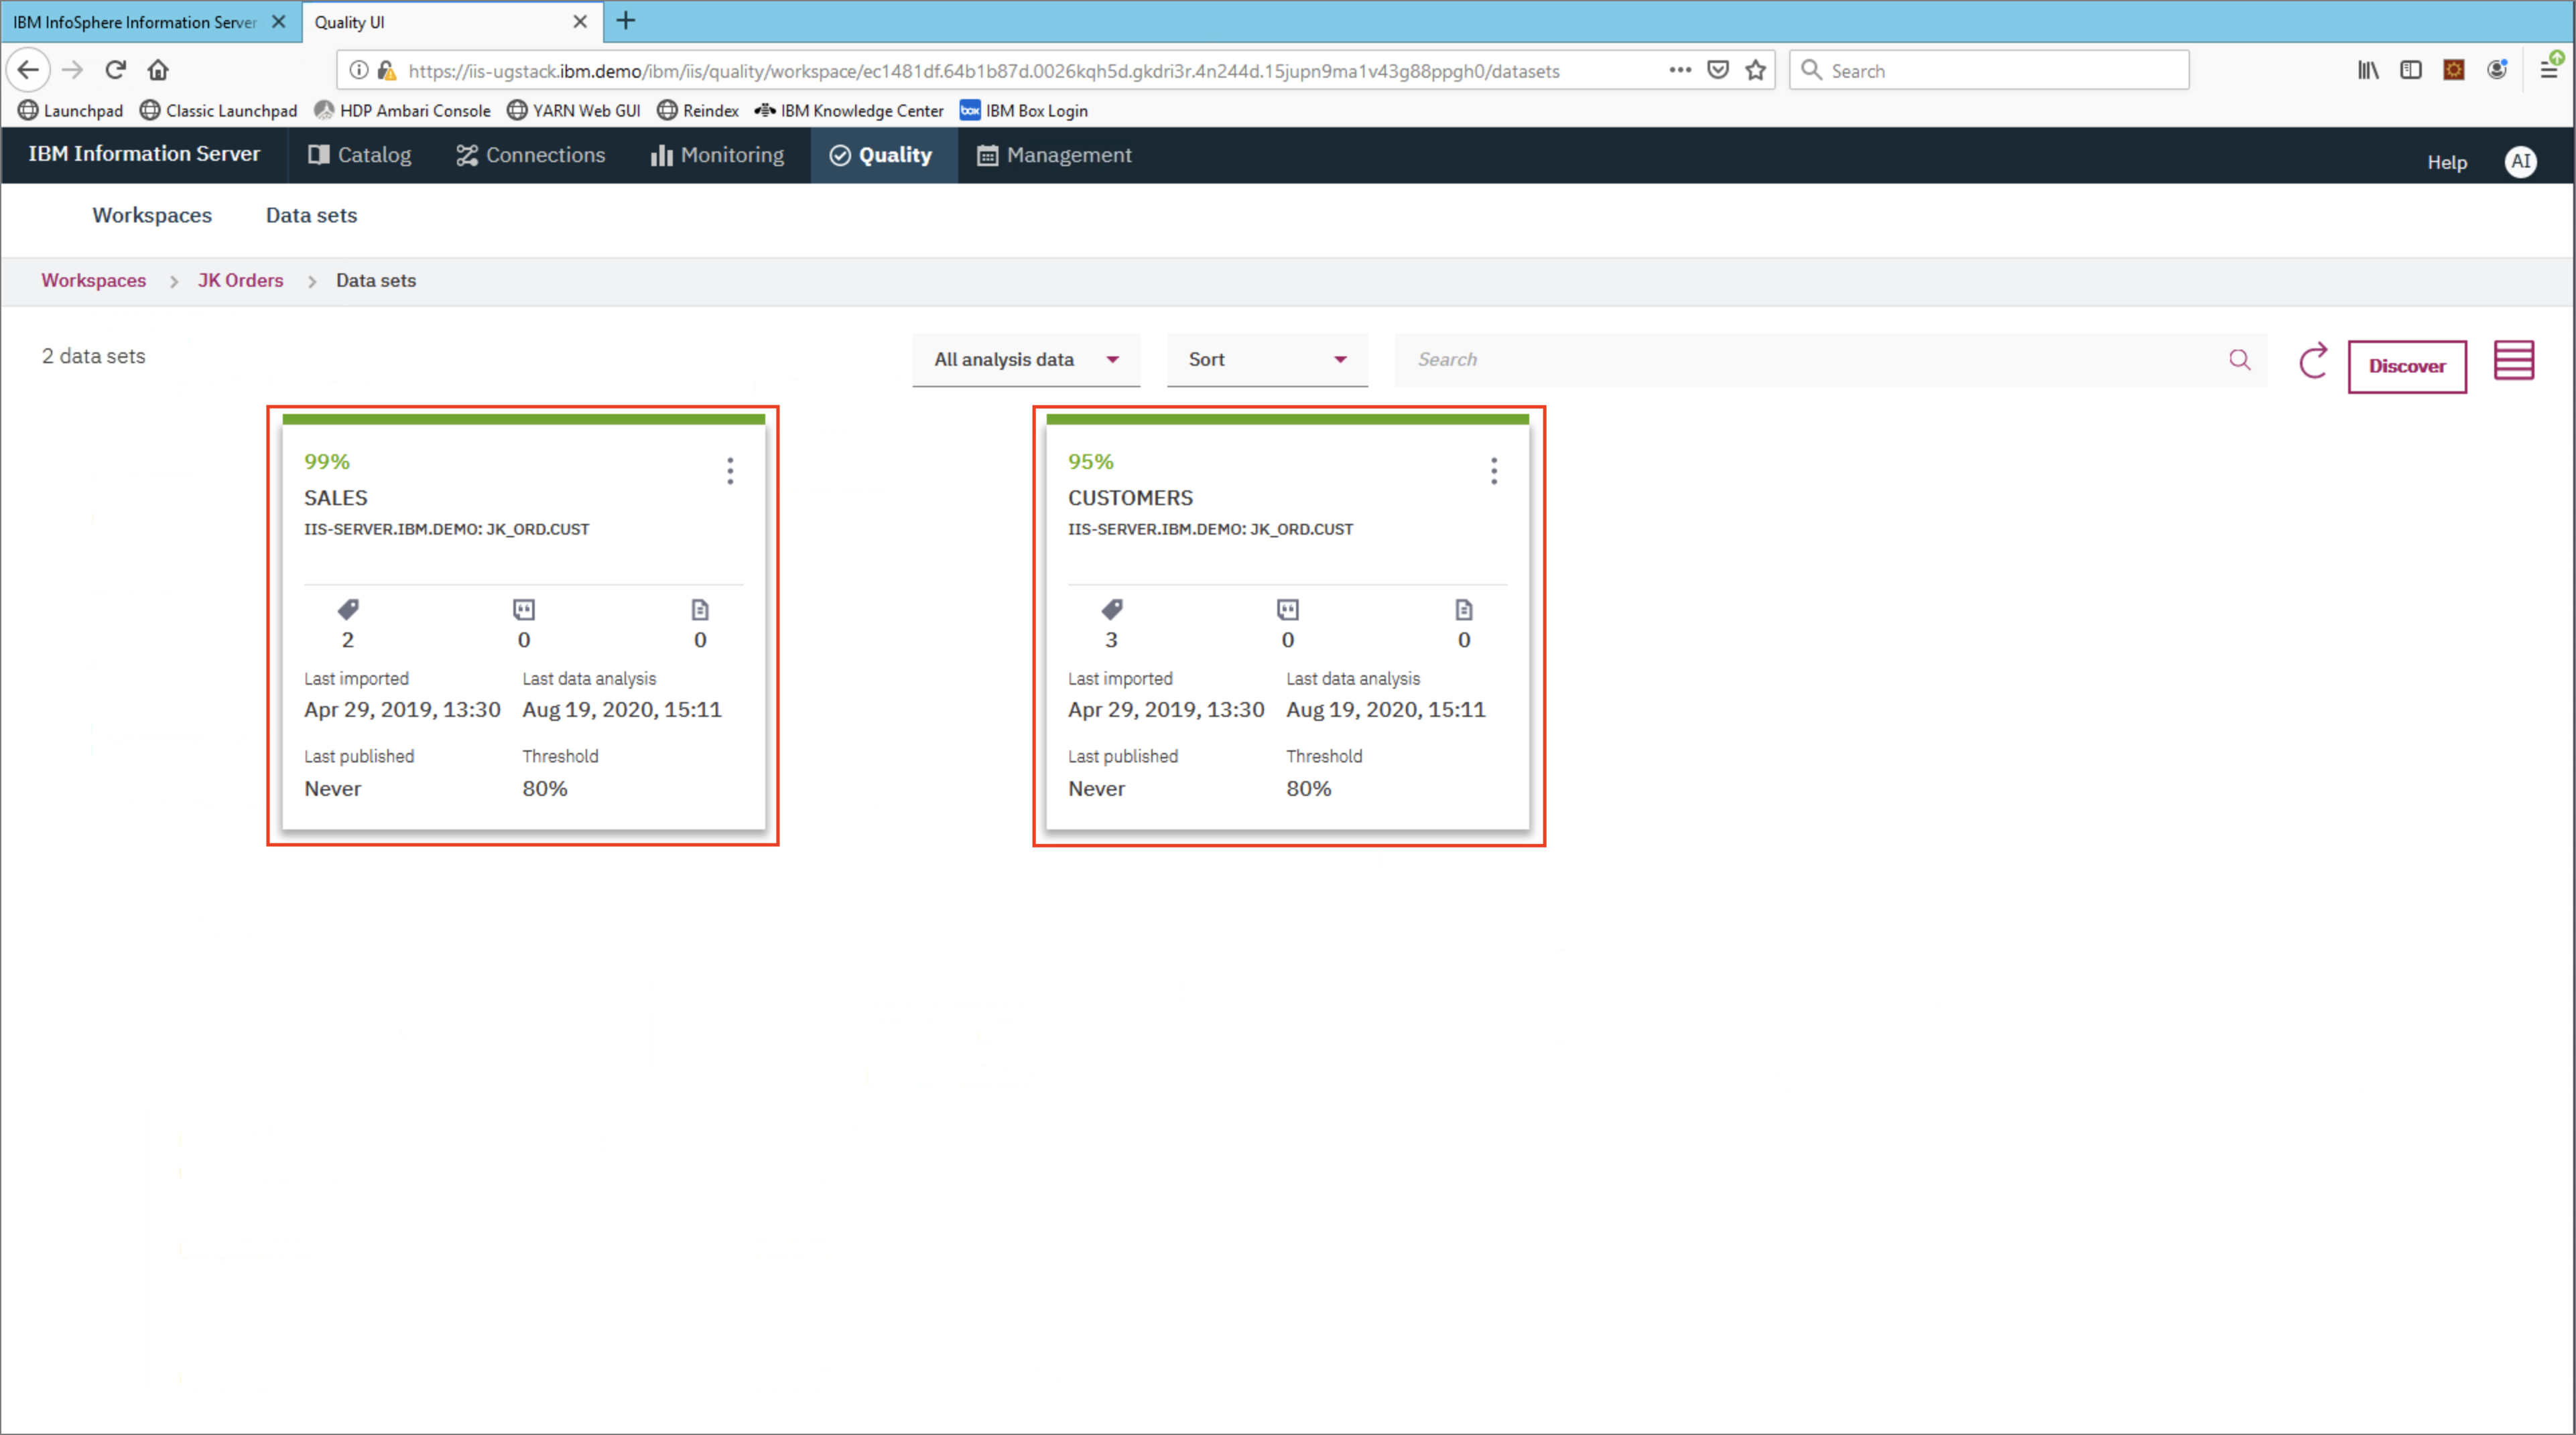 IBM InfoSphere Information Server
Quality UI
https://iis-ugstack.ibm.demo/ibm/iis/quality/workspace/ec1481df.64b1b87d.0026kqh5d.gkdri3r.4n244d.15jupn9ma1v43g88ppgh0/datasets
Search
Launchpad Classic Launchpad HDP Ambari Console YARN Web GUI Reindex IBM Knowledge Center box IBM Box Login
IBM Information Server Catalog Connections Monitoring Quality Management Help AI
Workspaces Data sets
Workspaces > JK Orders > Data sets
2 data sets All analysis data Sort Search Discover
99%
SALES
IIS-SERVER.IBM.DEMO: JK_ORD.CUST
2 0 0
Last imported Last data analysis
Apr 29, 2019, 13:30 Aug 19, 2020, 15:11
Last published Threshold
Never 80%
95%
CUSTOMERS
IIS-SERVER.IBM.DEMO: JK_ORD.CUST
3 0 0
Last imported Last data analysis
Apr 29, 2019, 13:30 Aug 19, 2020, 15:11
Last published Threshold
Never 80%